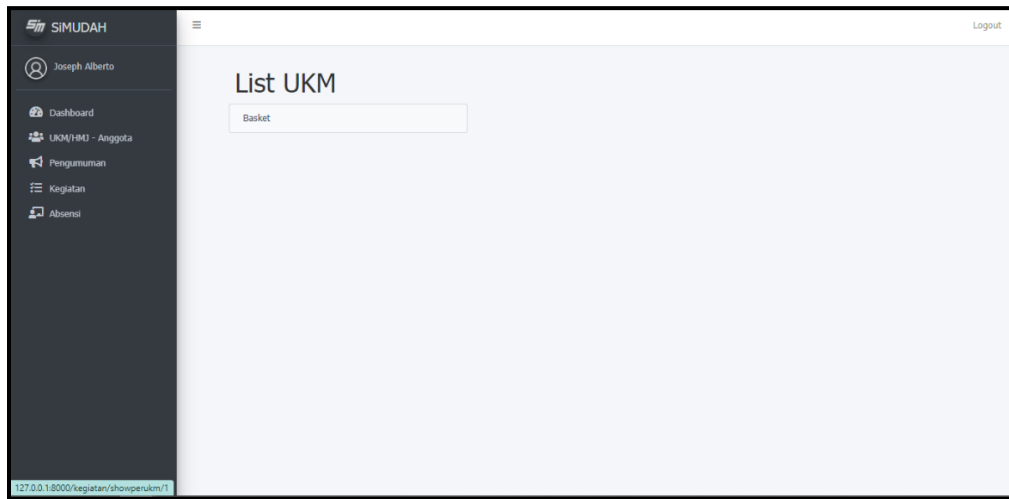 Sim SiMUDAH
Logout
Joseph Alberto
List UKM
Basket
Dashboard
UKM/HMJ - Anggota
Pengumuman
Kegiatan
Absensi
127.0.0.1:8000/kegiatan/showperukm/1